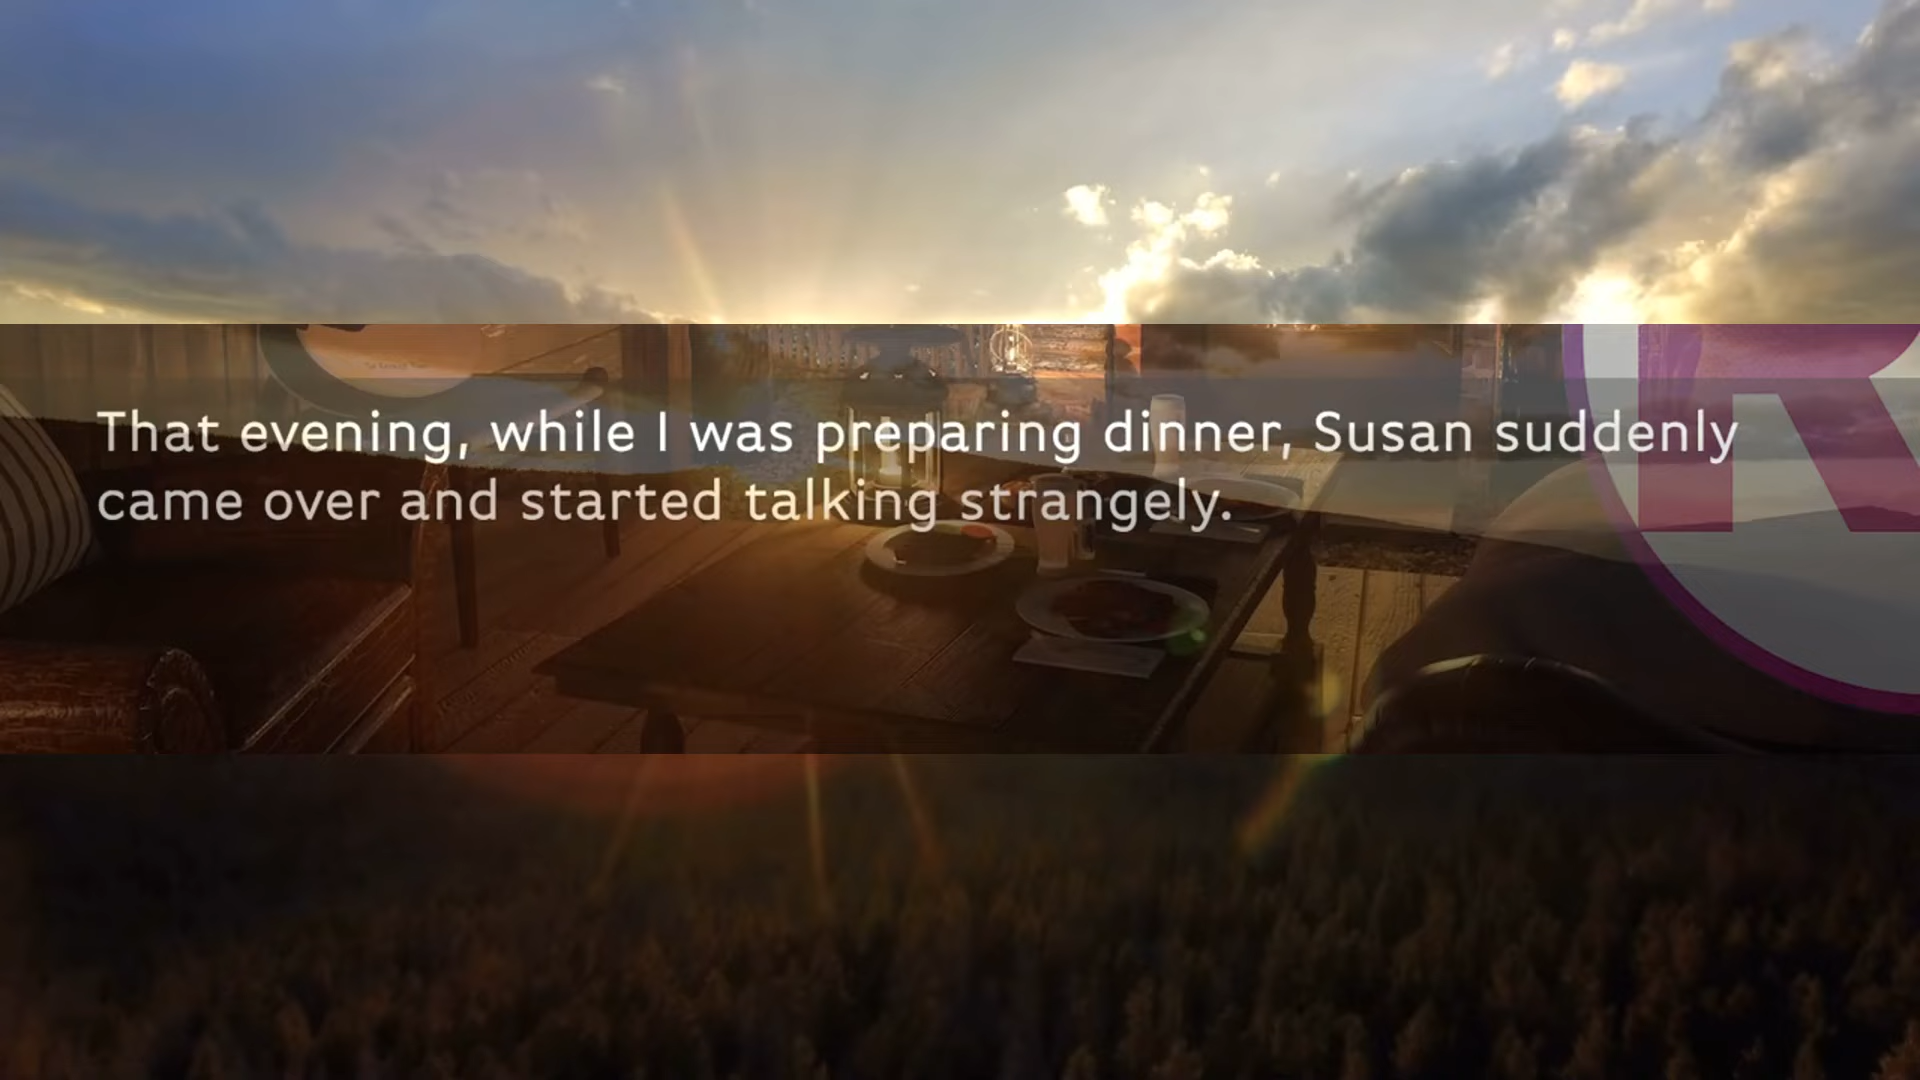 That evening, while I was preparing dinner, Susan suddenly
came over and started talking strangely.
R